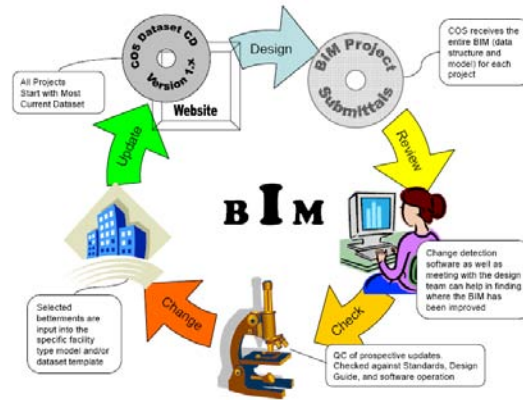 COS Dataset CD
Version 1.x
Website
Design
BIM Project
Submittals
COS receives the
entire BIM (data
structure and
model) for each
project
All Projects
Start with Most
Current Dataset
Update
Review
BIM
Change detection
software as well as
meeting with the design
team can help in finding
where the BIM has
been improved
Change
Check
Selected
betterments are
input into the
specific facility
type model and/or
dataset template
QC of prospective updates.
Checked against Standards, Design
Guide, and software operation